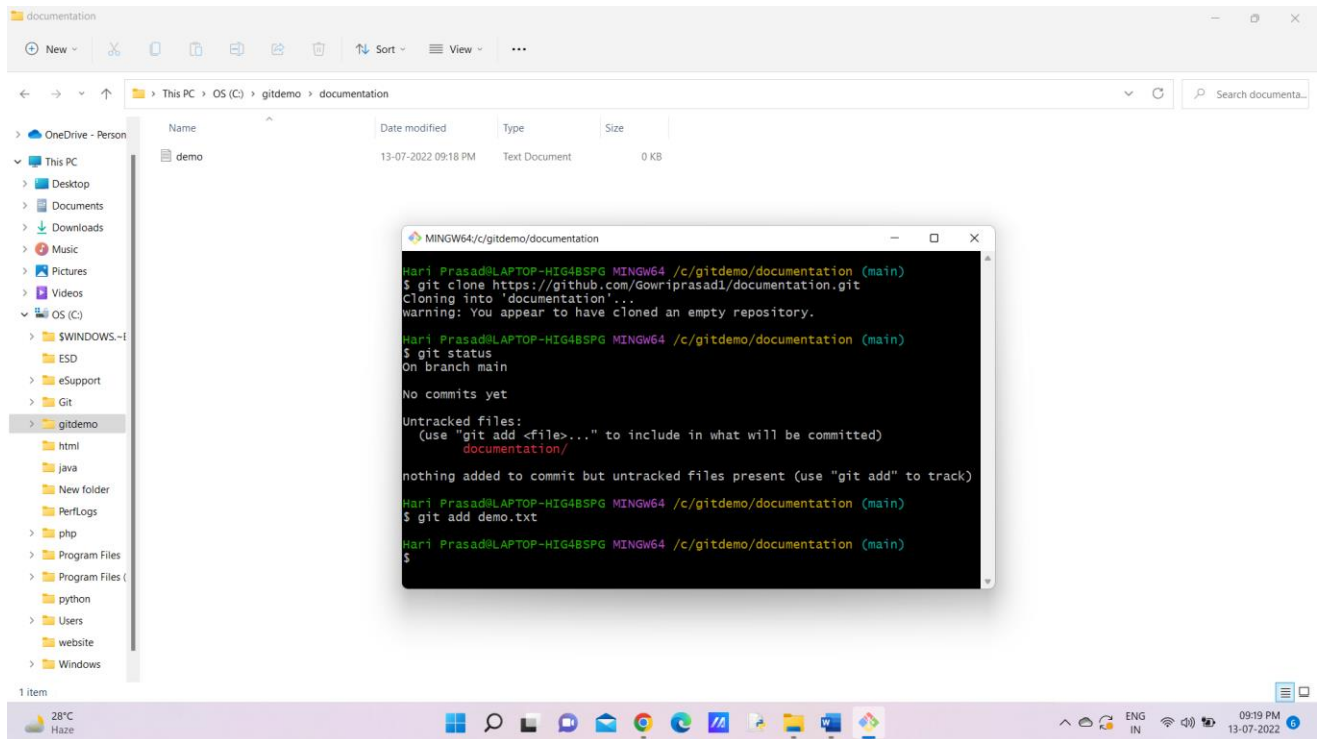 documentation
New
Sort
View
This PC > OS (C:) > gitdemo > documentation
Search documenta...
Name Date modified Type Size
demo 13-07-2022 09:18 PM Text Document 0 KB
OneDrive - Person
This PC
Desktop
Documents
Downloads
Music
Pictures
Videos
OS (C:)
$WINDOWS.~E
ESD
eSupport
Git
gitdemo
html
java
New folder
PerfLogs
php
Program Files
Program Files (
python
Users
website
Windows
MINGW64:/c/gitdemo/documentation
Hari Prasad@LAPTOP-HIG4BSPG MINGW64 /c/gitdemo/documentation (main)
$ git clone https://github.com/Gowriprasad1/documentation.git
Cloning into 'documentation'...
warning: You appear to have cloned an empty repository.
Hari Prasad@LAPTOP-HIG4BSPG MINGW64 /c/gitdemo/documentation (main)
$ git status
On branch main
No commits yet
Untracked files:
(use "git add <file>..." to include in what will be committed)
documentation/
nothing added to commit but untracked files present (use "git add" to track)
Hari Prasad@LAPTOP-HIG4BSPG MINGW64 /c/gitdemo/documentation (main)
$ git add demo.txt
Hari Prasad@LAPTOP-HIG4BSPG MINGW64 /c/gitdemo/documentation (main)
$
1 item
28°C
Haze
ENG
IN
09:19 PM
13-07-2022
6